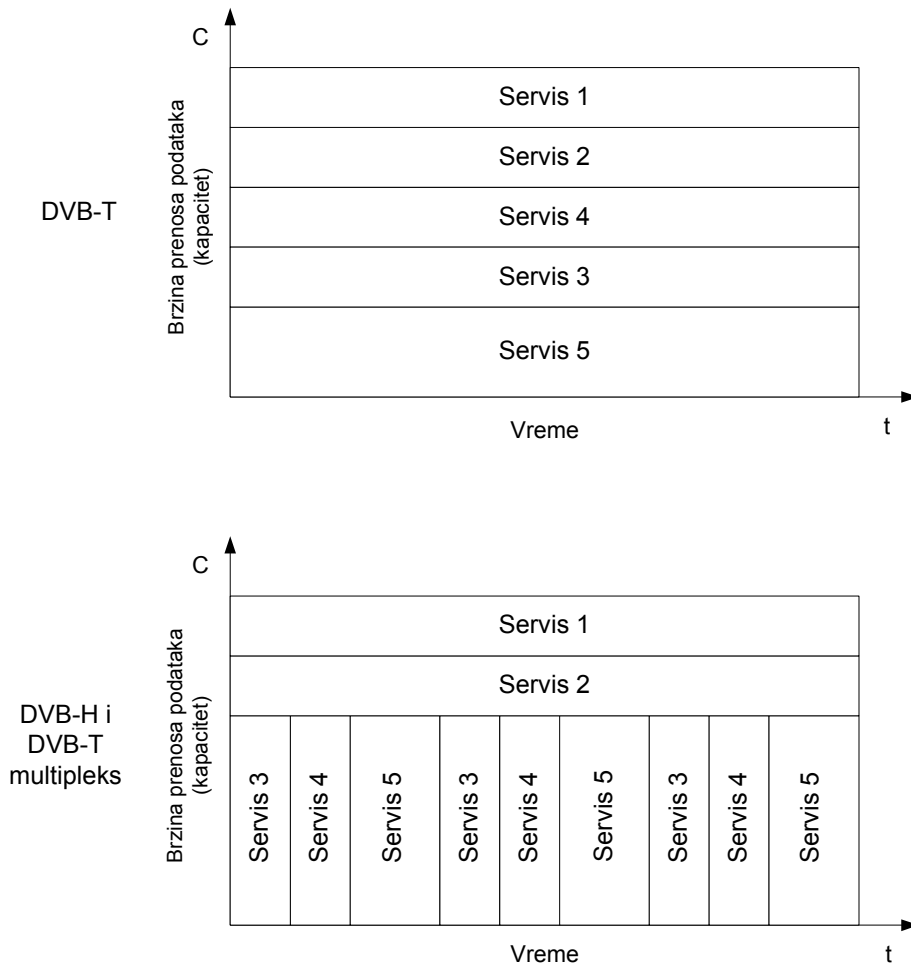 C
Servis 1
Servis 2
DVB-T
Brzina prenosa podataka
(kapacitet)
Servis 4
Servis 3
Servis 5
Vreme
t
C
Servis 1
Servis 2
DVB-H i
DVB-T
multipleks
Brzina prenosa podataka
(kapacitet)
Servis 3
Servis 4
Servis 5
Servis 3
Servis 4
Servis 5
Servis 3
Servis 4
Servis 5
Vreme
t